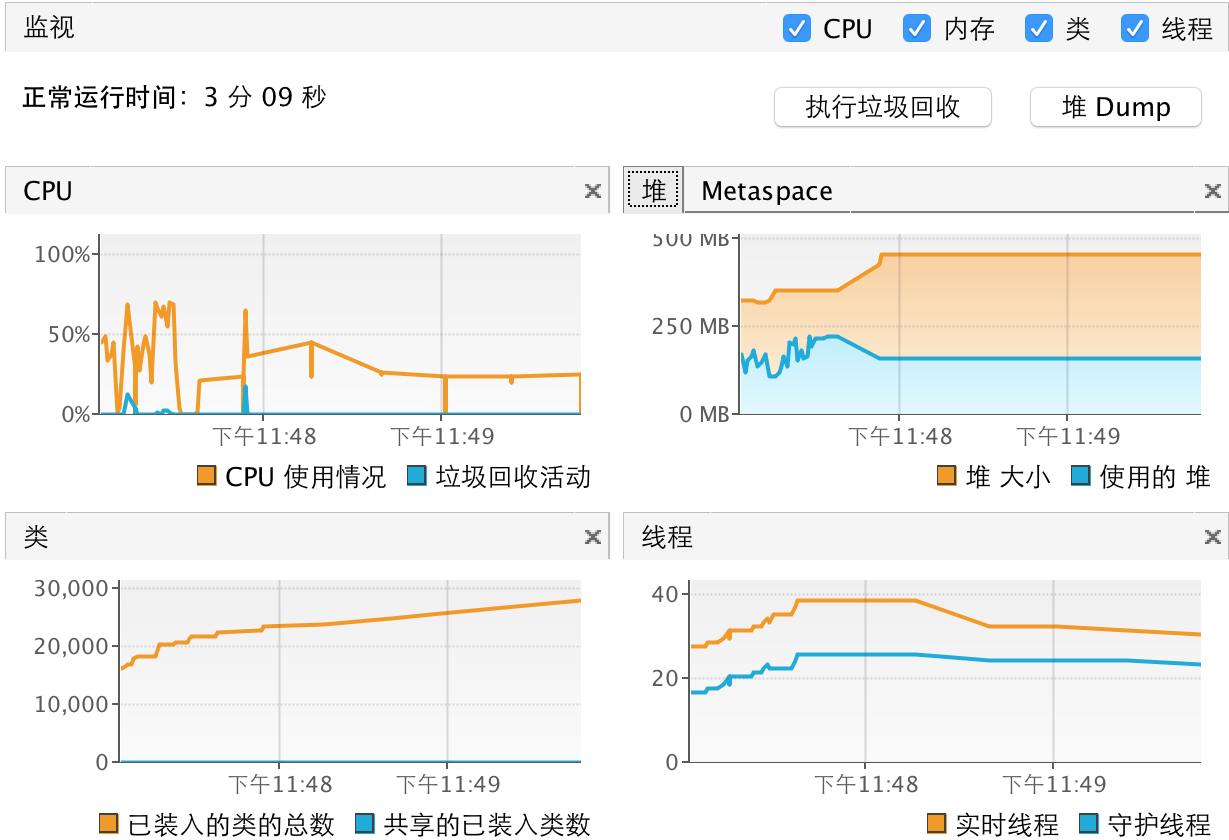 监视 CPU 内存 类 线程
正常运行时间：3 分 09 秒 执行垃圾回收 堆 Dump
CPU
100%
50%
0%
下午11:48 下午11:49
CPU 使用情况 垃圾回收活动
堆 Metaspace
500 MB
250 MB
0 MB
下午11:48 下午11:49
堆 大小 使用的 堆
类
30,000
20,000
10,000
0
下午11:48 下午11:49
已装入的类的总数 共享的已装入类数
线程
40
20
0
下午11:48 下午11:49
实时线程 守护线程